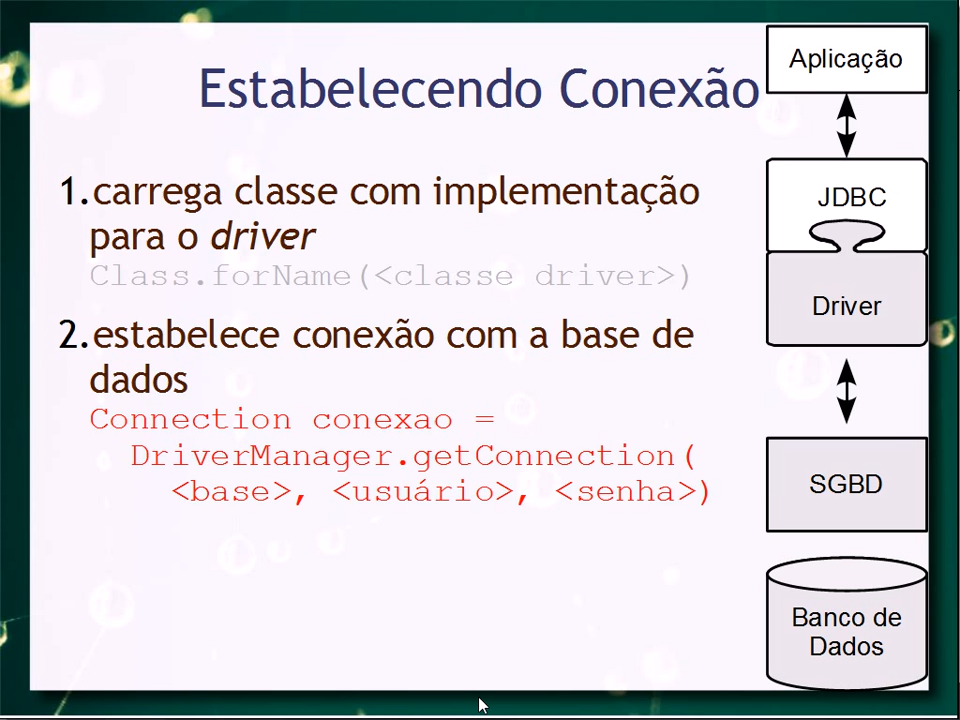 Estabelecendo Conexão
1.carrega classe com implementação
para o driver
Class.forName(<classe driver>)
2.estabelece conexão com a base de
dados
Connection conexao =
DriverManager.getConnection(
<base>, <usuário>, <senha>)
Aplicação
JDBC
Driver
SGBD
Banco de
Dados